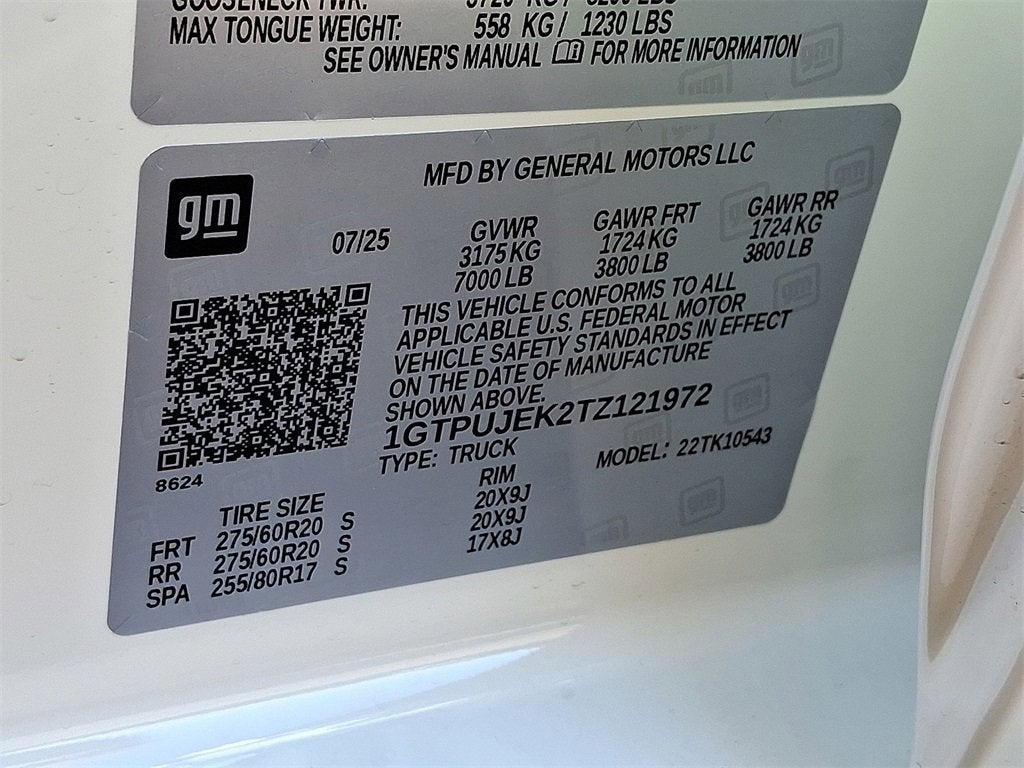 GOOSENECK TWR:
MAX TONGUE WEIGHT: 558 KG / 1230 LBS
SEE OWNER'S MANUAL FOR MORE INFORMATION
MFD BY GENERAL MOTORS LLC
gm
07/25 GVWR GAWR FRT GAWR RR
3175 KG 1724 KG 1724 KG
7000 LB 3800 LB 3800 LB
THIS VEHICLE CONFORMS TO ALL
APPLICABLE U.S. FEDERAL MOTOR
VEHICLE SAFETY STANDARDS IN EFFECT
ON THE DATE OF MANUFACTURE
SHOWN ABOVE.
1GTPUJEK2TZ121972
TYPE: TRUCK MODEL: 22TK10543
8624
TIRE SIZE RIM
FRT 275/60R20 S 20X9J
RR 275/60R20 S 20X9J
SPA 255/80R17 S 17X8J